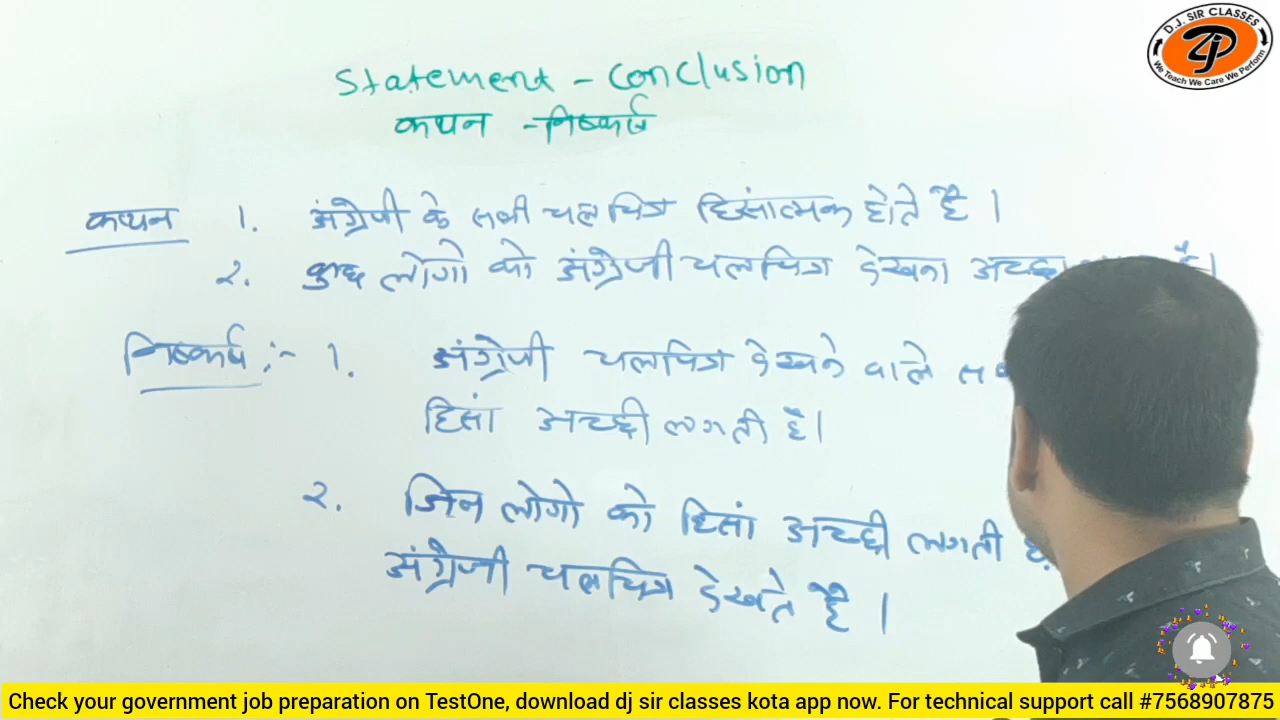 D.J. SIR CLASSES
Dj
We Teach We Care We Perform
Statement - Conclusion
कथन - निष्कर्ष
कथन 1. अंग्रेजी के सभी चलचित्र हिसांत्मक होते है ।
2. कुछ लोगो को अंग्रेजी चलचित्र देखना अच्छा है।
निष्कर्ष :- 1. अंग्रेजी चलचित्र देखने वाले
हिसां अच्छी लगती है।
2. जिन लोगो को हिसां अच्छी लगती
अंग्रेजी चलचित्र देखते है ।
Check your government job preparation on TestOne, download dj sir classes kota app now. For technical support call #7568907875